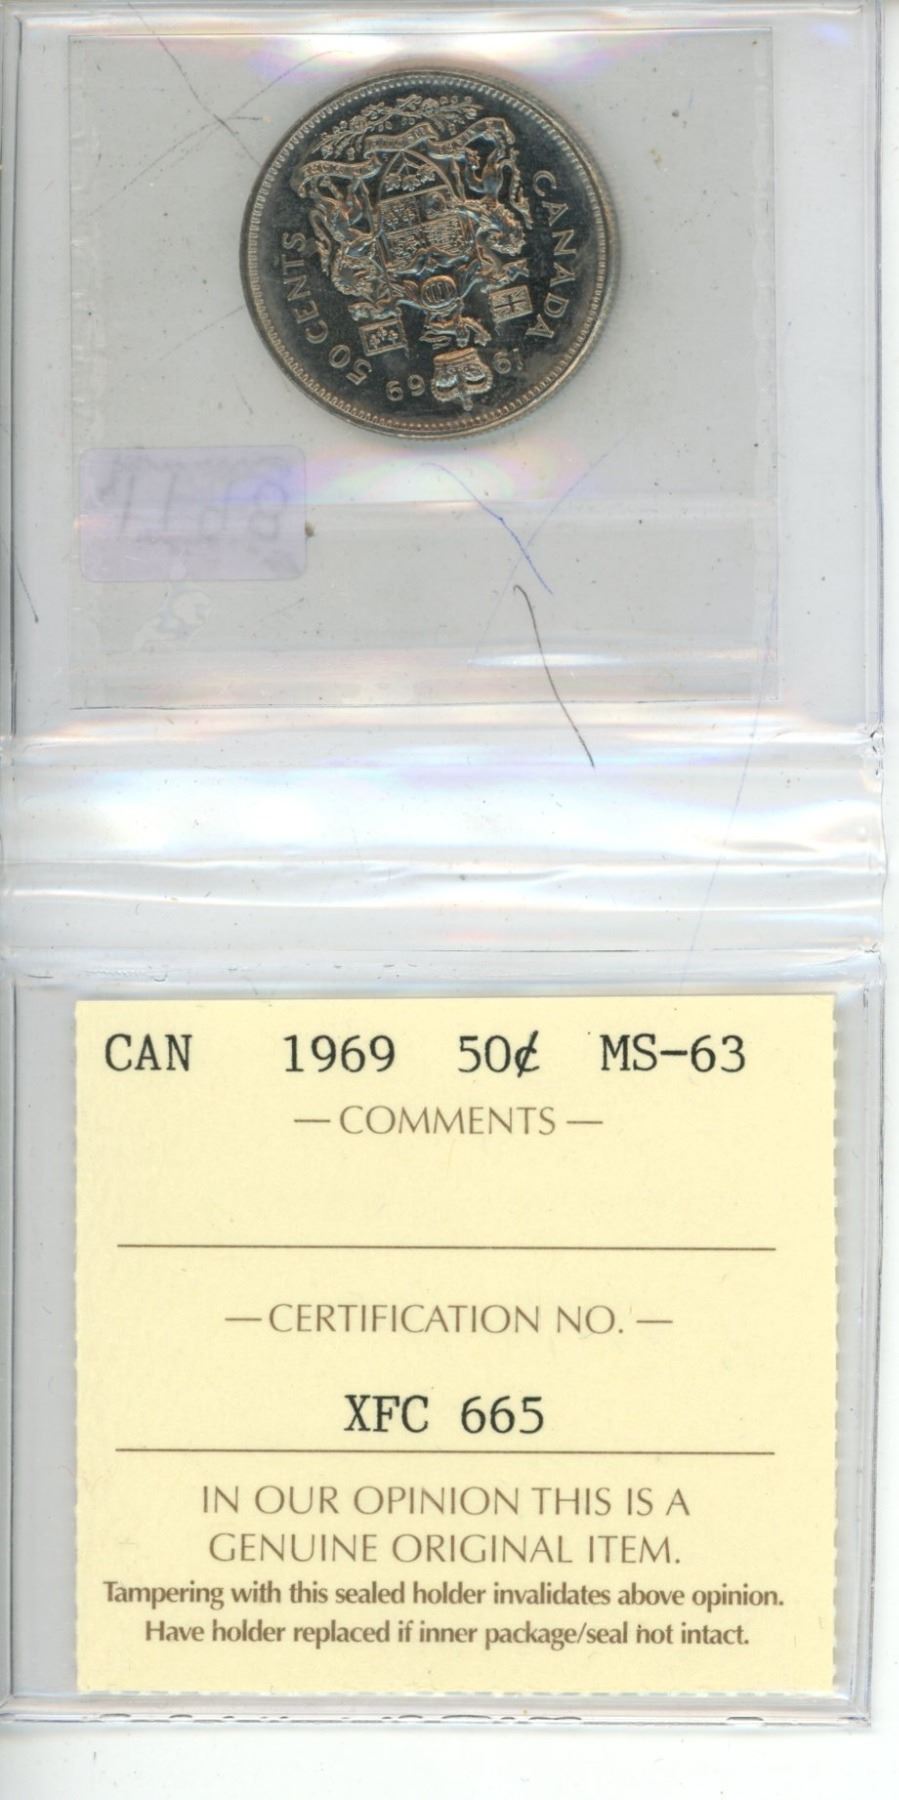 CANADA
50 CENTS
19 69
CAN 1969 50¢ MS-63
— COMMENTS —
— CERTIFICATION NO. —
XFC 665
IN OUR OPINION THIS IS A
GENUINE ORIGINAL ITEM.
Tampering with this sealed holder invalidates above opinion.
Have holder replaced if inner package/seal not intact.